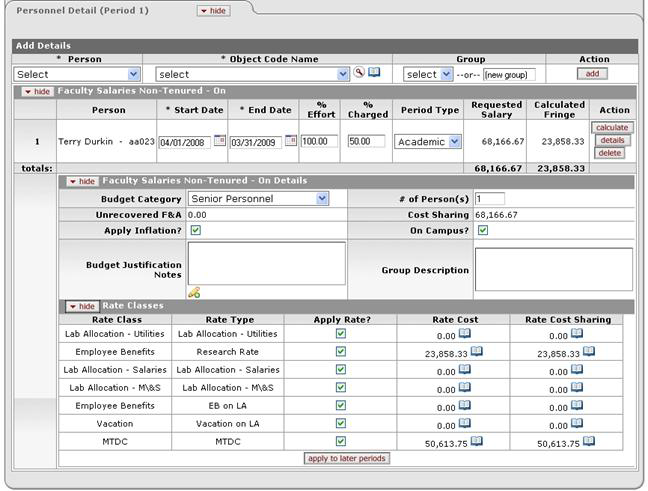 Personnel Detail (Period 1) hide
Add Details
* Person * Object Code Name Group Action
Select select select --or-- (new group) add
hide Faculty Salaries Non-Tenured - On
Person * Start Date * End Date % Effort % Charged Period Type Requested Salary Calculated Fringe Action
1 Terry Durkin - aa023 04/01/2008 03/31/2009 100.00 50.00 Academic 68,166.67 23,858.33 calculate details delete
totals: 68,166.67 23,858.33
hide Faculty Salaries Non-Tenured - On Details
Budget Category Senior Personnel # of Person(s) 1
Unrecovered F&A 0.00 Cost Sharing 68,166.67
Apply Inflation? On Campus?
Budget Justification Notes Group Description
hide Rate Classes
Rate Class Rate Type Apply Rate? Rate Cost Rate Cost Sharing
Lab Allocation - Utilities Lab Allocation - Utilities 0.00 0.00
Employee Benefits Research Rate 23,858.33 23,858.33
Lab Allocation - Salaries Lab Allocation - Salaries 0.00 0.00
Lab Allocation - M\&S Lab Allocation - M\&S 0.00 0.00
Employee Benefits EB on LA 0.00 0.00
Vacation Vacation on LA 0.00 0.00
MTDC MTDC 50,613.75 50,613.75
apply to later periods